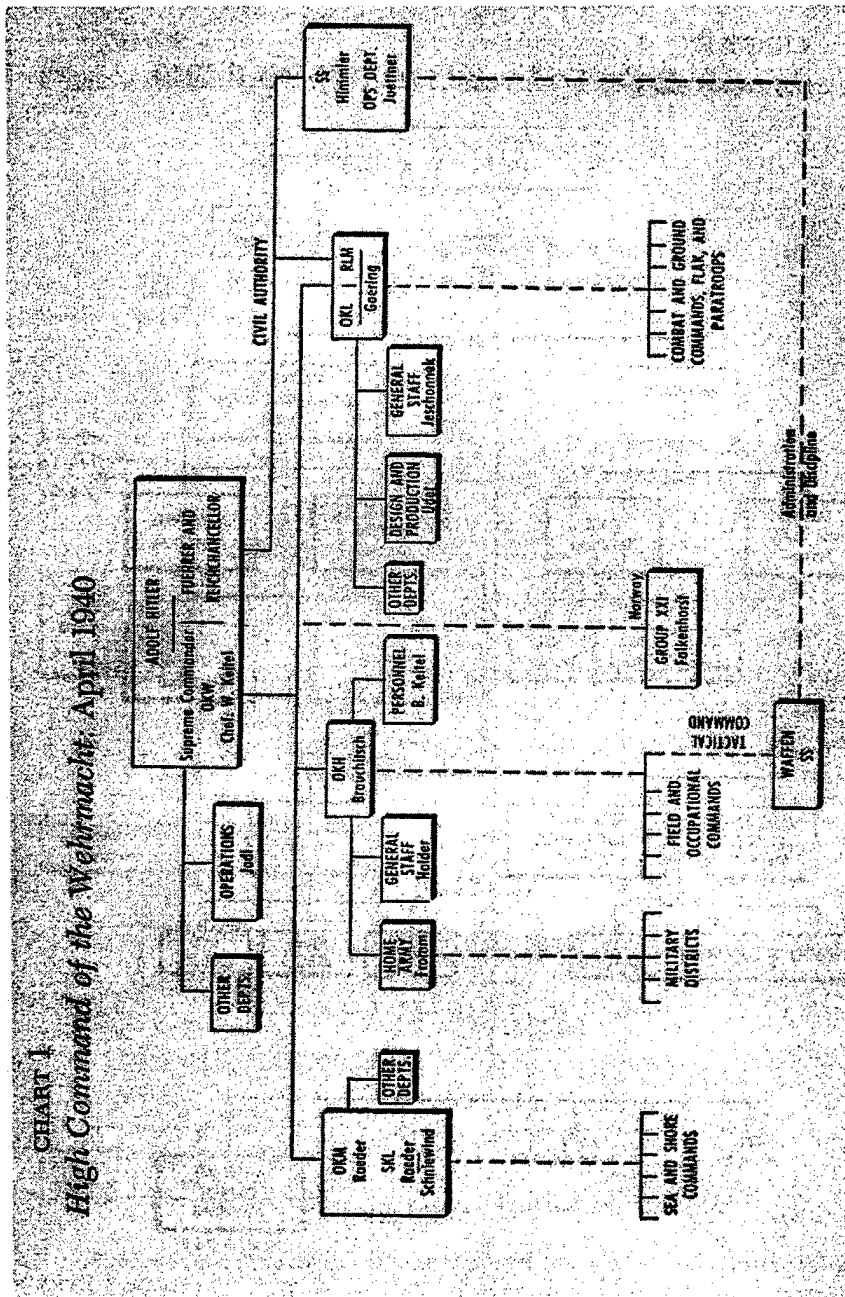 CHART 1
High Command of the Wehrmacht: April 1940
ADOLF HITLER
Supreme Commander
OKW
Chef: W. Keitel
FUEHRER AND
REICHCHANCELLOR
OTHER
DEPTS.
OPERATIONS
Jodl
CIVIL AUTHORITY
OKM
Raeder
SKL
Raeder
Schniewind
OTHER
DEPTS.
OKH
Brauchitsch
HOME
ARMY
Fromm
GENERAL
STAFF
Halder
PERSONNEL
B. Keitel
OKL
RLM
Goering
OTHER
DEPTS.
DESIGN AND
PRODUCTION
Udet
GENERAL
STAFF
Jeschonnek
SS
Himmler
OPS DEPT.
Juettner
SEA AND SHORE
COMMANDS
MILITARY
DISTRICTS
FIELD AND
OCCUPATIONAL
COMMANDS
TACTICAL
COMMAND
Norway
GROUP XXI
Falkenhorst
COMBAT AND GROUND
COMMANDS, FLAK, AND
PARATROOPS
WAFFEN
SS
Administration
and Discipline